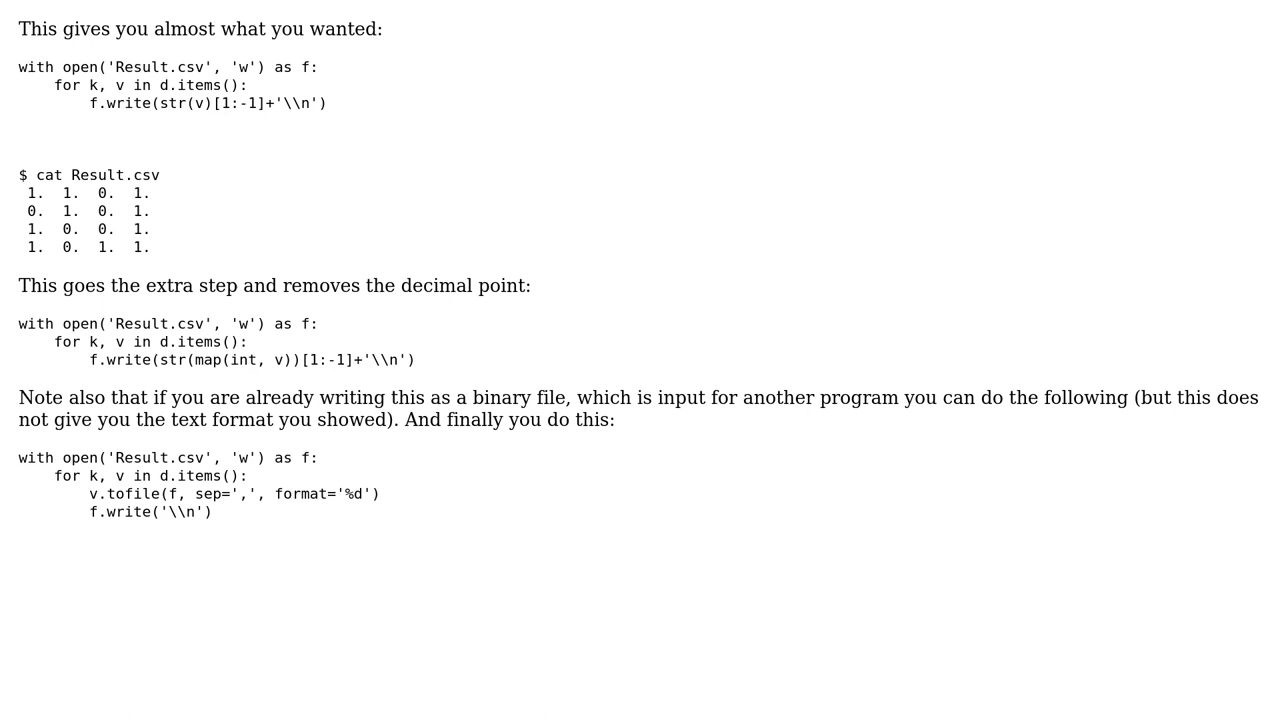 This gives you almost what you wanted:
with open('Result.csv', 'w') as f:
    for k, v in d.items():
        f.write(str(v)[1:-1]+'\\n')
$ cat Result.csv
 1.  1.  0.  1.
 0.  1.  0.  1.
 1.  0.  0.  1.
 1.  0.  1.  1.
This goes the extra step and removes the decimal point:
with open('Result.csv', 'w') as f:
    for k, v in d.items():
        f.write(str(map(int, v))[1:-1]+'\\n')
Note also that if you are already writing this as a binary file, which is input for another program you can do the following (but this does
not give you the text format you showed). And finally you do this:
with open('Result.csv', 'w') as f:
    for k, v in d.items():
        v.tofile(f, sep=',', format='%d')
        f.write('\\n')